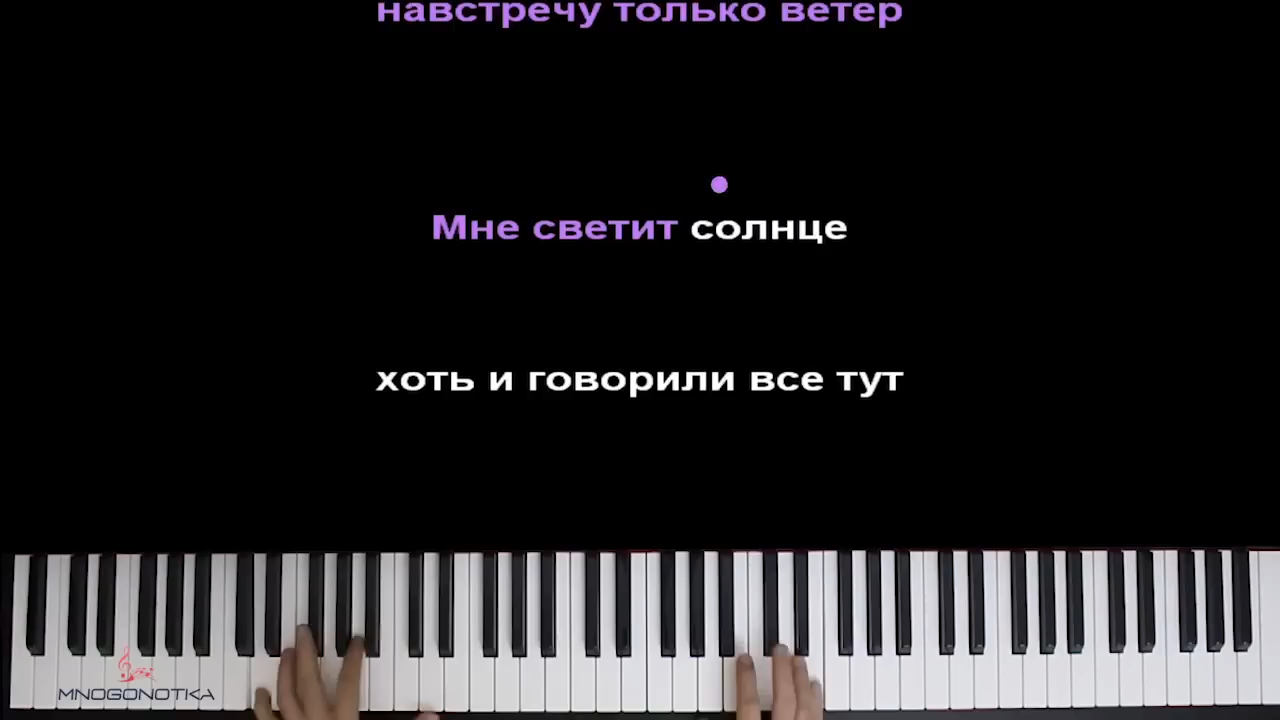 навстречу только ветер
Мне светит солнце
хоть и говорили все тут
MNOGONOTKA